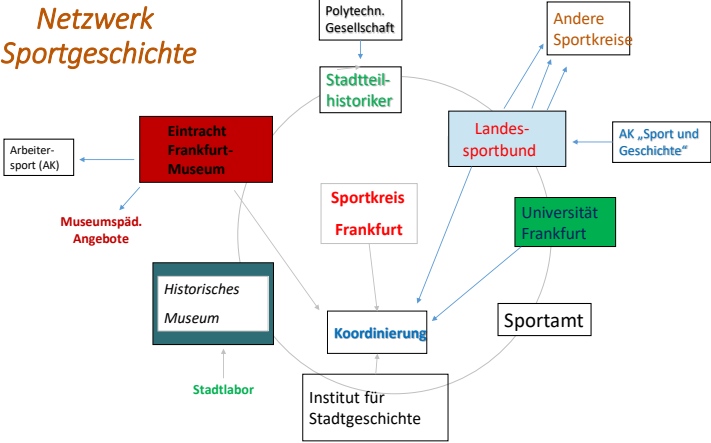 Netzwerk
Sportgeschichte
Polytechn.
Gesellschaft
Andere
Sportkreise
Stadtteil-
historiker
Eintracht
Frankfurt-
Museum
Landes-
sportbund
AK „Sport und
Geschichte“
Arbeiter-
sport (AK)
Museumspäd.
Angebote
Sportkreis
Frankfurt
Universität
Frankfurt
Historisches
Museum
Koordinierung
Sportamt
Stadtlabor
Institut für
Stadtgeschichte